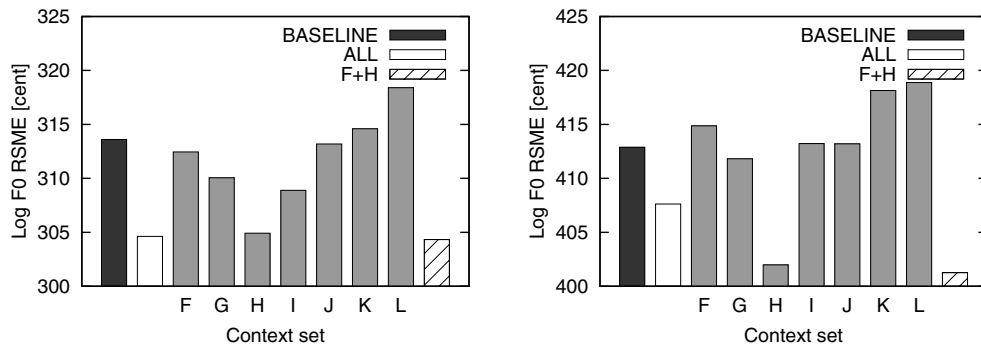 325
320
315
310
305
300
Log F0 RSME [cent]
BASELINE
ALL
F+H
F G H I J K L
Context set
425
420
415
410
405
400
Log F0 RSME [cent]
BASELINE
ALL
F+H
F G H I J K L
Context set